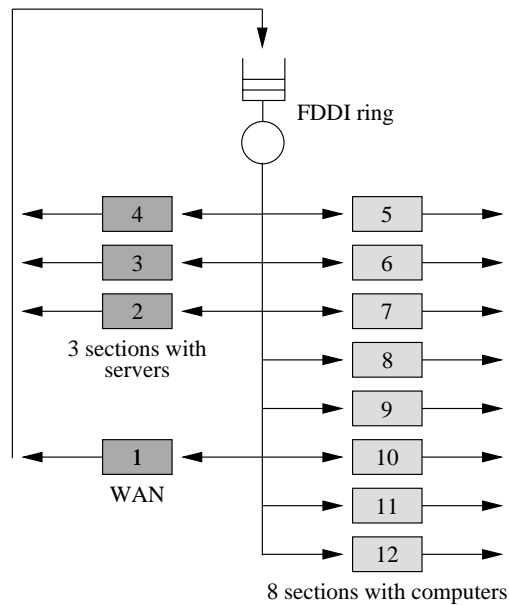 FDDI ring
4
5
3
6
2
7
3 sections with
servers
8
9
1
10
WAN
11
12
8 sections with computers